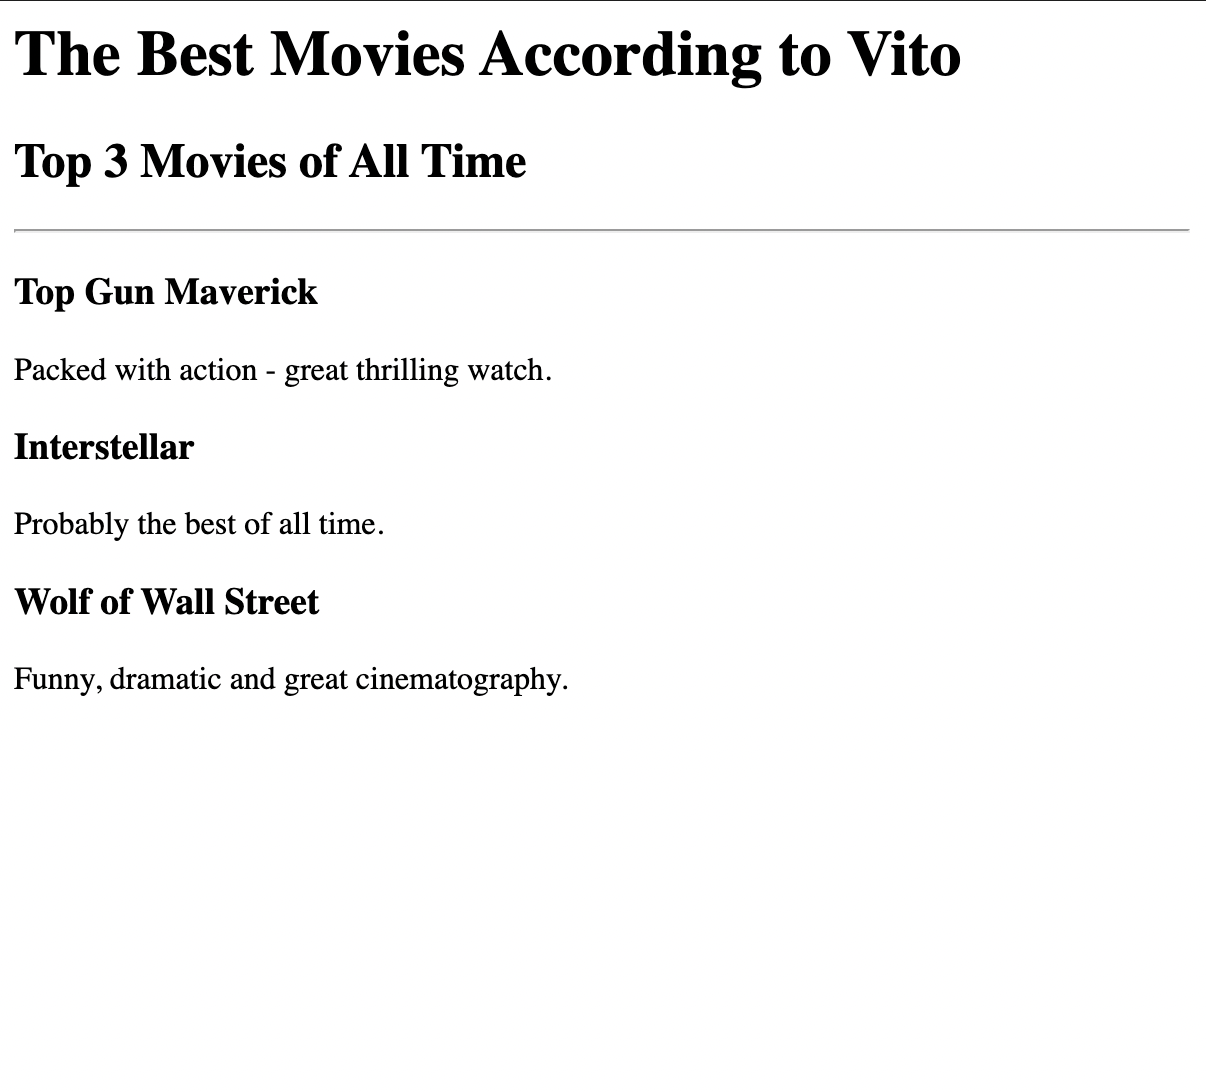 The Best Movies According to Vito
Top 3 Movies of All Time
Top Gun Maverick
Packed with action - great thrilling watch.
Interstellar
Probably the best of all time.
Wolf of Wall Street
Funny, dramatic and great cinematography.